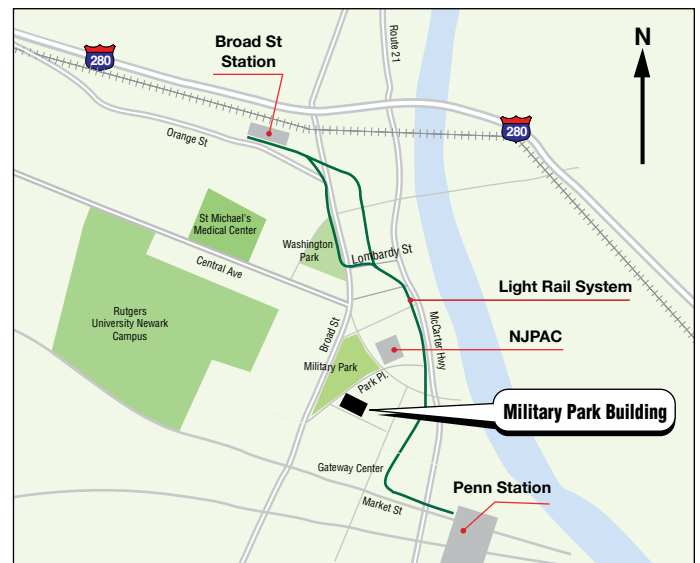 Broad St
Station
Route 21
N
280
280
Orange St
St Michael's
Medical Center
Washington
Park
Lombardy St
Central Ave
Light Rail System
Rutgers
University Newark
Campus
Broad St
McCarter Hwy
NJPAC
Military Park
Park Pl.
Military Park Building
Gateway Center
Penn Station
Market St